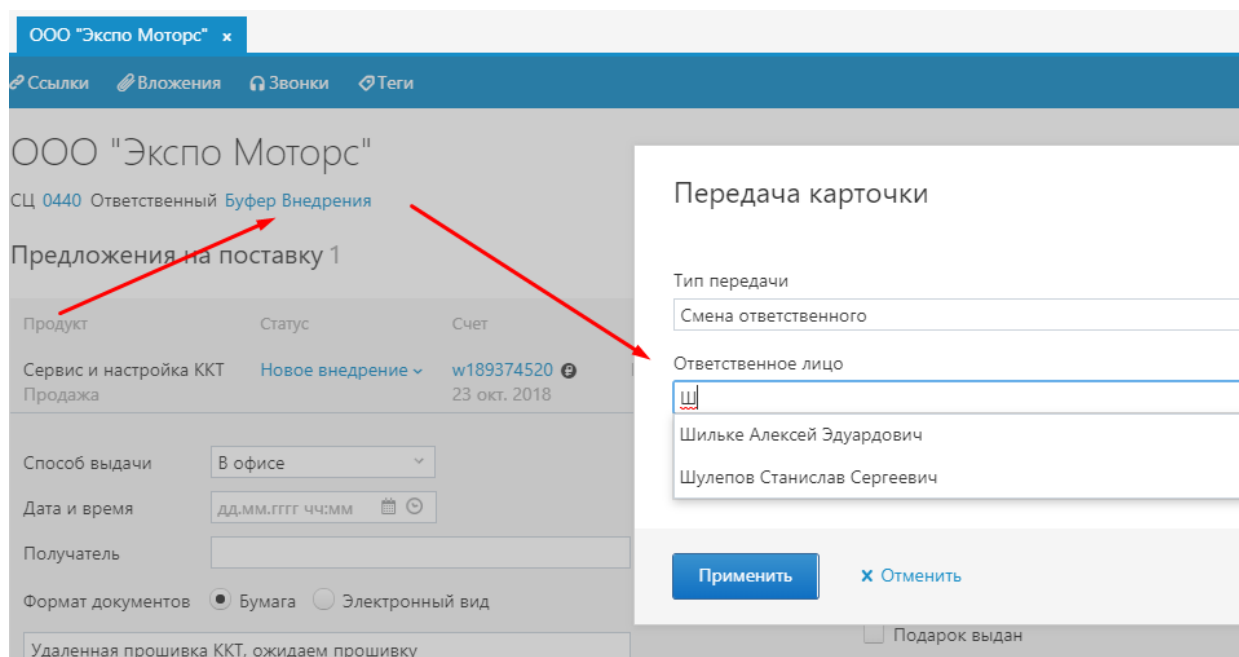 ООО "Экспо Моторс" x
Ссылки Вложения Звонки Теги
ООО "Экспо Моторс"
СЦ 0440 Ответственный Буфер Внедрения
Предложения на поставку 1
Продукт Статус Счет
Сервис и настройка ККТ Новое внедрение w189374520
Продажа 23 окт. 2018
Способ выдачи В офисе
Дата и время дд.мм.гггг чч:мм
Получатель
Формат документов Бумага Электронный вид
Удаленная прошивка ККТ, ожидаем прошивку
Передача карточки
Тип передачи
Смена ответственного
Ответственное лицо
Ш
Шильке Алексей Эдуардович
Шулепов Станислав Сергеевич
Применить x Отменить
Подарок выдан